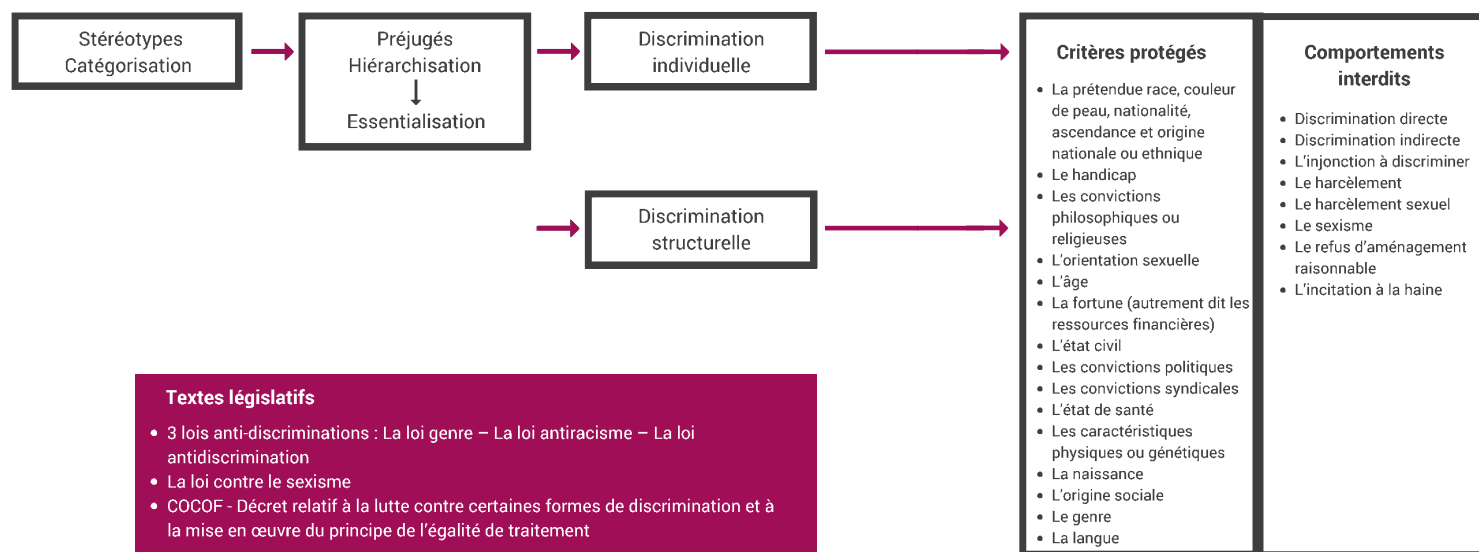 Stéréotypes
Catégorisation
Préjugés
Hiérarchisation
Essentialisation
Discrimination
individuelle
Discrimination
structurelle
Critères protégés
La prétendue race, couleur
de peau, nationalité,
ascendance et origine
nationale ou ethnique
Le handicap
Les convictions
philosophiques ou
religieuses
L'orientation sexuelle
L'âge
La fortune (autrement dit les
ressources financières)
L'état civil
Les convictions politiques
Les convictions syndicales
L'état de santé
Les caractéristiques
physiques ou génétiques
La naissance
L'origine sociale
Le genre
La langue
Comportements
interdits
Discrimination directe
Discrimination indirecte
L'injonction à discriminer
Le harcèlement
Le harcèlement sexuel
Le sexisme
Le refus d'aménagement
raisonnable
L'incitation à la haine
Textes législatifs
3 lois anti-discriminations : La loi genre – La loi antiracisme – La loi
antidiscrimination
La loi contre le sexisme
COCOF - Décret relatif à la lutte contre certaines formes de discrimination et à
la mise en œuvre du principe de l'égalité de traitement